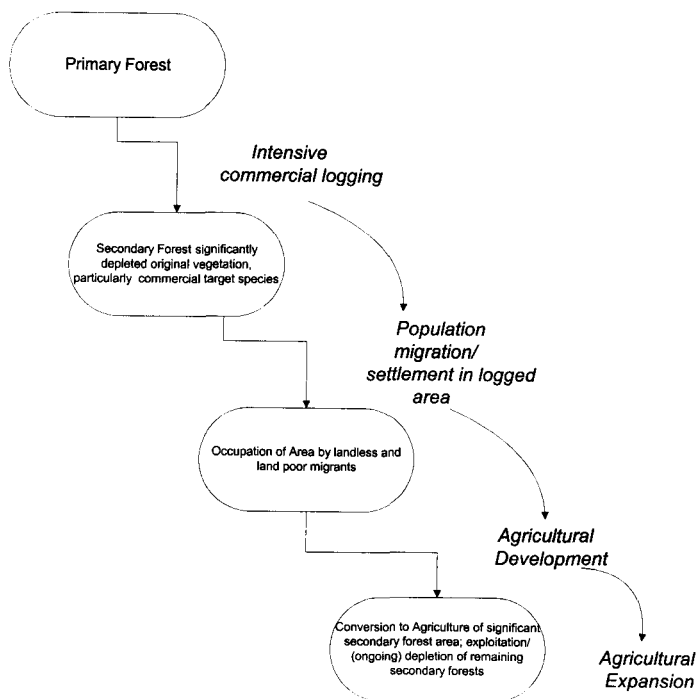 Primary Forest
Intensive
commercial logging
Secondary Forest significantly
depleted original vegetation,
particularly commercial target species
Population
migration/
settlement in logged
area
Occupation of Area by landless and
land poor migrants
Agricultural
Development
Conversion to Agriculture of significant
secondary forest area; exploitation/
(ongoing) depletion of remaining
secondary forests
Agricultural
Expansion